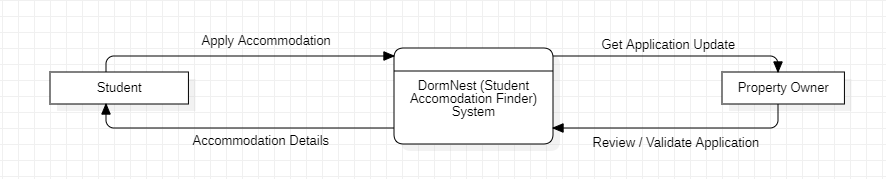 Apply Accommodation
Get Application Update
Student
DormNest (Student
Accomodation Finder)
System
Property Owner
Accommodation Details
Review / Validate Application